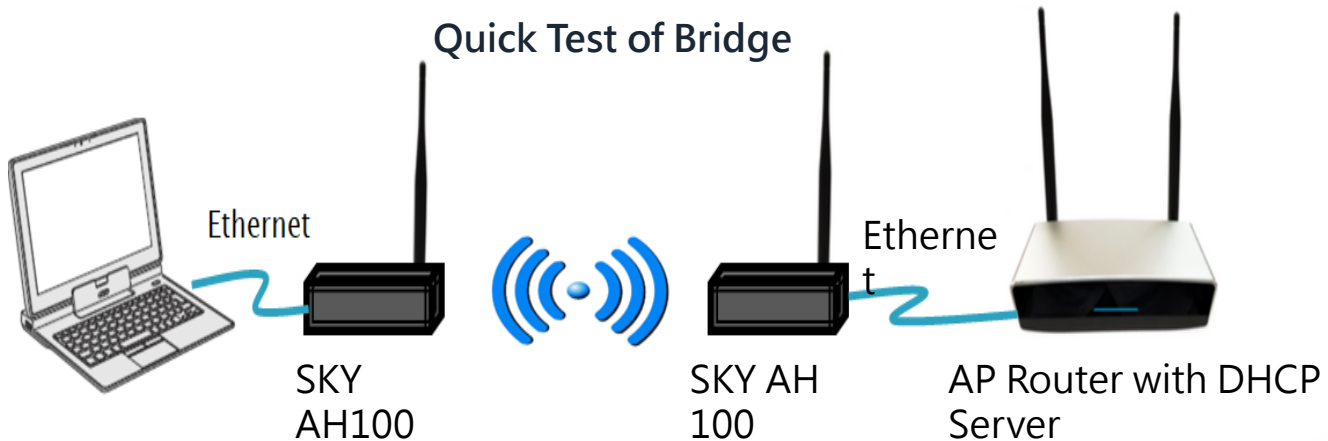 Quick Test of Bridge
Ethernet
Etherne
t
SKY
AH100
SKY AH
100
AP Router with DHCP
Server